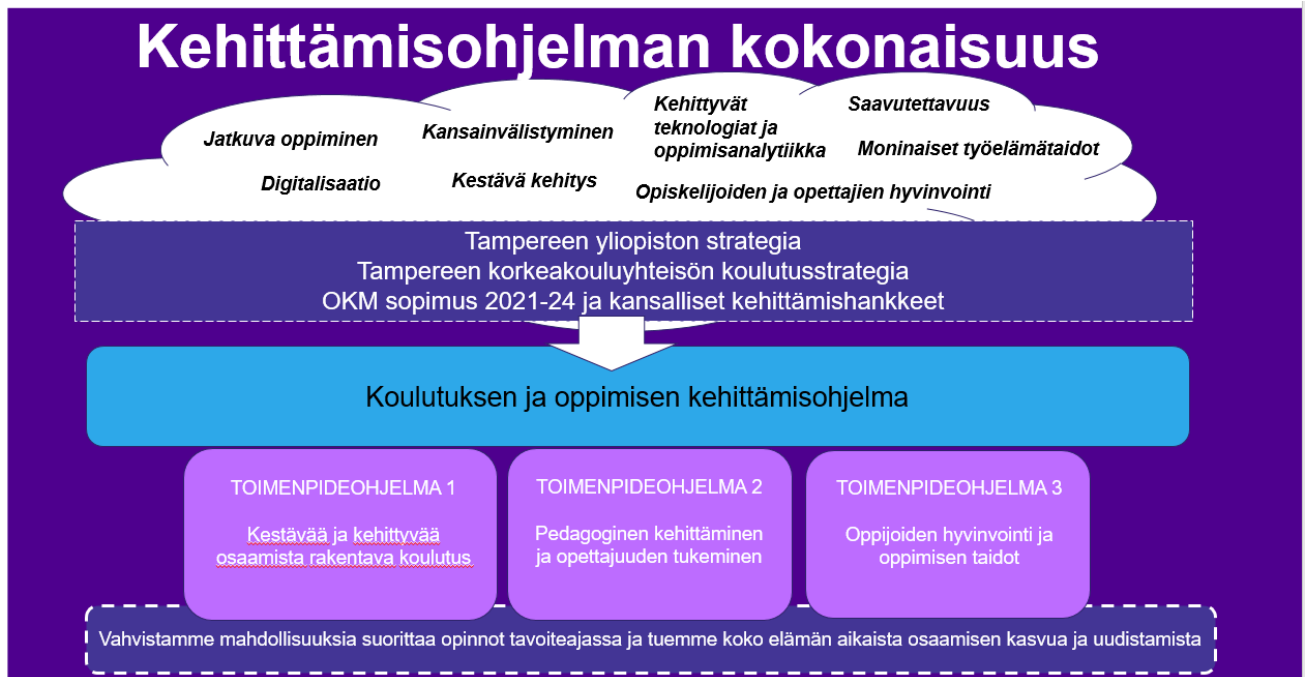 Kehittämisohjelman kokonaisuus
Jatkuva oppiminen
Kansainvälistyminen
Kehittyvät
teknologiat ja
oppimisanalytiikka
Saavutettavuus
Moninaiset työelämätaidot
Digitalisaatio
Kestävä kehitys
Opiskelijoiden ja opettajien hyvinvointi
Tampereen yliopiston strategia
Tampereen korkeakouluyhteisön koulutusstrategia
OKM sopimus 2021-24 ja kansalliset kehittämishankkeet
Koulutuksen ja oppimisen kehittämisohjelma
TOIMENPIDEOHJELMA 1
Kestävää ja kehittyvää
osaamista rakentava koulutus
TOIMENPIDEOHJELMA 2
Pedagoginen kehittäminen
ja opettajuuden tukeminen
TOIMENPIDEOHJELMA 3
Oppijoiden hyvinvointi ja
oppimisen taidot
Vahvistamme mahdollisuuksia suorittaa opinnot tavoiteajassa ja tuemme koko elämän aikaista osaamisen kasvua ja uudistamista